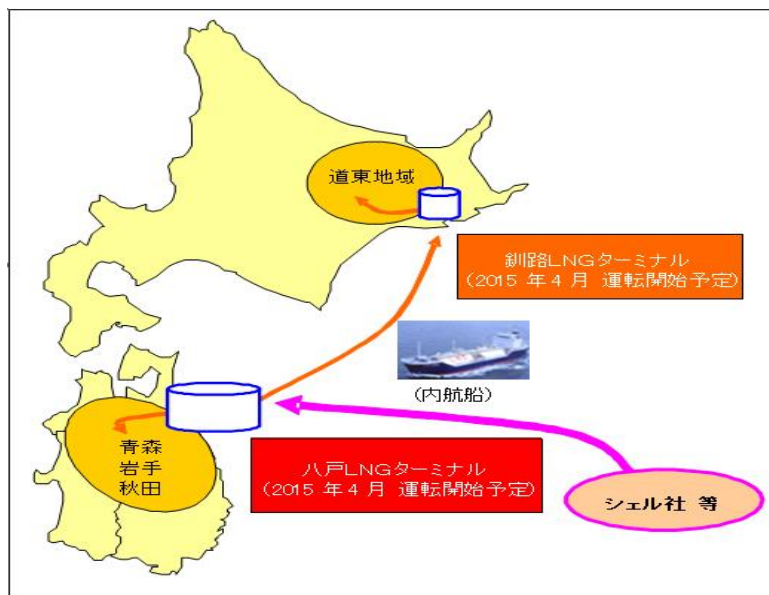 道東地域
釧路LNGターミナル
(2015 年4 月 運転開始予定)
(内航船)
青森
岩手
秋田
八戸LNGターミナル
(2015 年4 月 運転開始予定)
シェル社 等